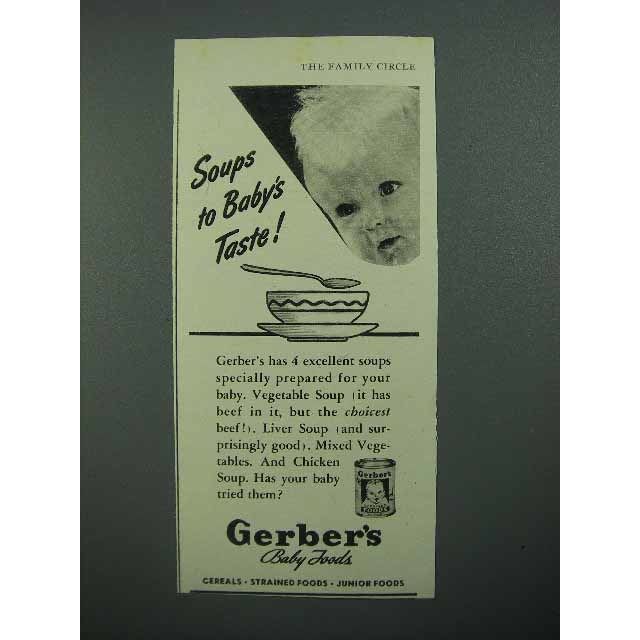 THE FAMILY CIRCLE
Soups
to Baby's
Taste!
Gerber's has 4 excellent soups
specially prepared for your
baby. Vegetable Soup (it has
beef in it, but the choicest
beef!). Liver Soup (and sur-
prisingly good). Mixed Vege-
tables. And Chicken
Soup. Has your baby
tried them?
Gerber's
FOODS
Gerber's
Baby Foods
CEREALS • STRAINED FOODS • JUNIOR FOODS